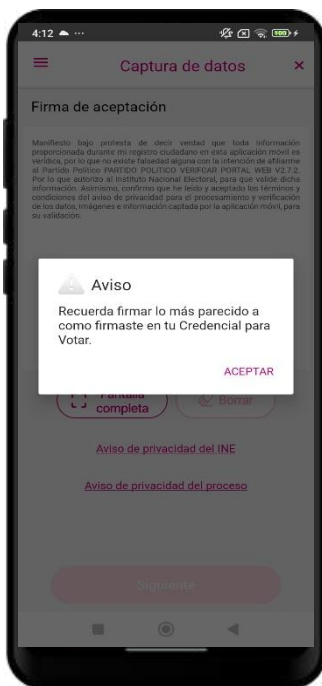 4:12
Captura de datos
Firma de aceptación
Manifiesto bajo protesta de decir verdad que toda información
proporcionada durante mi registro ciudadano en esta aplicación móvil es
verídica, por lo que no existe falsedad alguna con la intención de afiliarme
al Partido Político PARTIDO POLITICO VERIFCAR PORTAL WEB V2.7.2.
Por lo que autorizo al Instituto Nacional Electoral, para que valide dicha
información. Asimismo, confirmo que he leído y aceptado los términos y
condiciones del aviso de privacidad para el procesamiento y verificación
de los datos, imágenes e información captada por la aplicación móvil, para
su validación.
Aviso
Recuerda firmar lo más parecido a
como firmaste en tu Credencial para
Votar.
ACEPTAR
Pantalla
completa
Borrar
Aviso de privacidad del INE
Aviso de privacidad del proceso
Siguiente